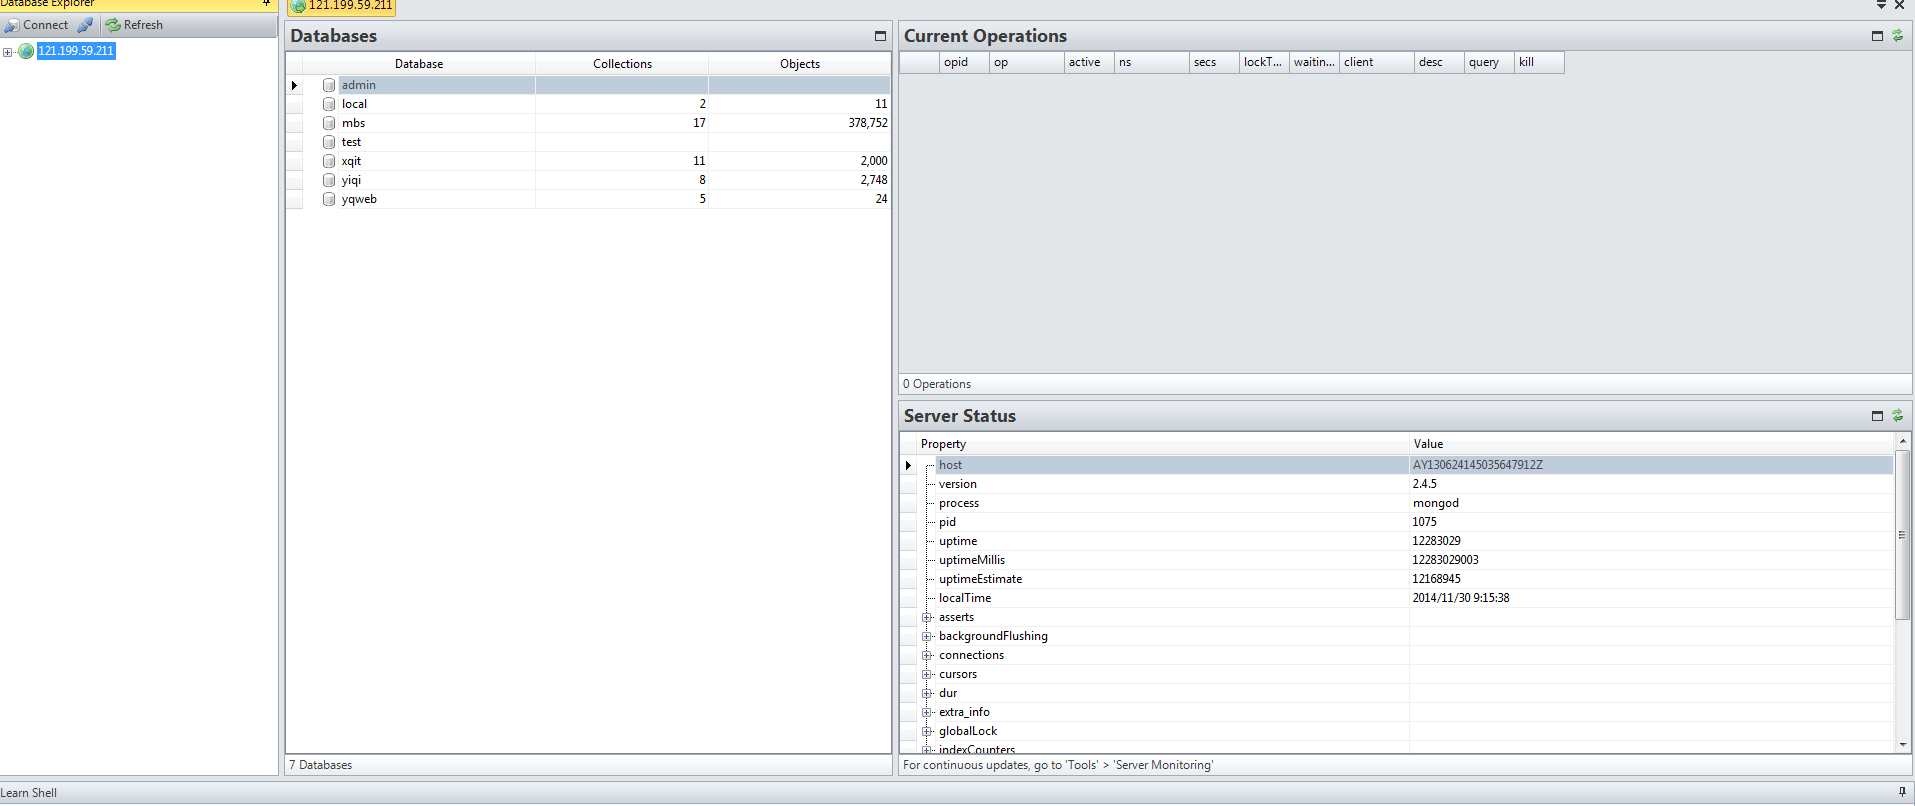 Database Explorer
Connect Refresh
121.199.59.211
121.199.59.211
Databases
Database Collections Objects
admin
local 2 11
mbs 17 378,752
test
xqit 11 2,000
yiqi 8 2,748
yqweb 5 24
7 Databases
Current Operations
opid op active ns secs lockT... waitin... client desc query kill
0 Operations
Server Status
Property Value
host AY130624145035647912Z
version 2.4.5
process mongod
pid 1075
uptime 12283029
uptimeMillis 12283029003
uptimeEstimate 12168945
localTime 2014/11/30 9:15:38
asserts
backgroundFlushing
connections
cursors
dur
extra_info
globalLock
indexCounters
For continuous updates, go to 'Tools' > 'Server Monitoring'
Learn Shell